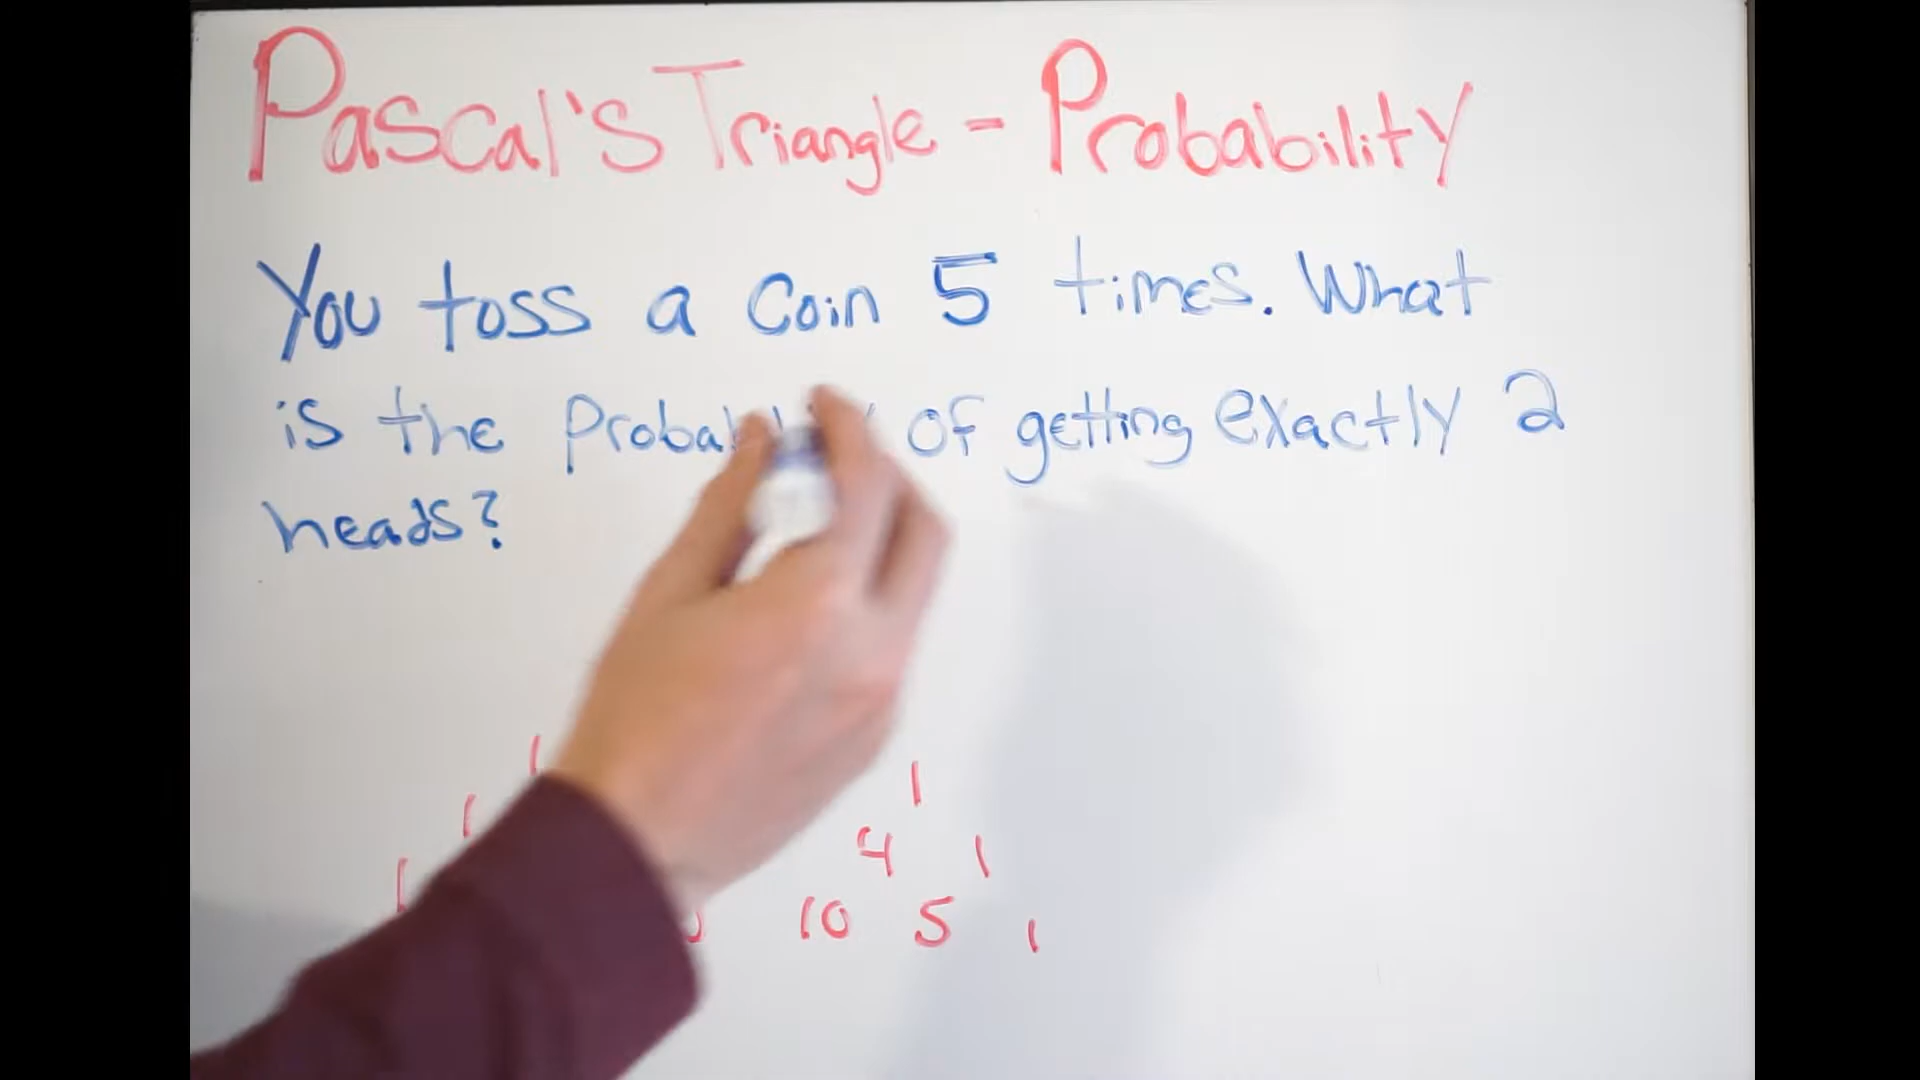 Pascal's Triangle - Probability
You toss a coin 5 times. What
is the of getting exactly 2
heads?
1 1
1 4 1
1 10 5 1